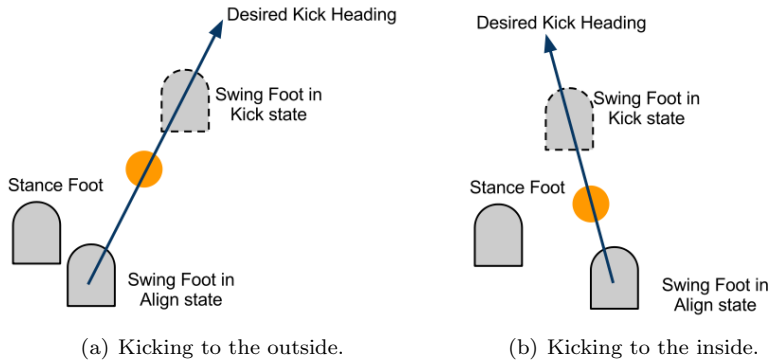 Desired Kick Heading
Swing Foot in
Kick state
Stance Foot
Swing Foot in
Align state
(a) Kicking to the outside.
Desired Kick Heading
Swing Foot in
Kick state
Stance Foot
Swing Foot in
Align state
(b) Kicking to the inside.